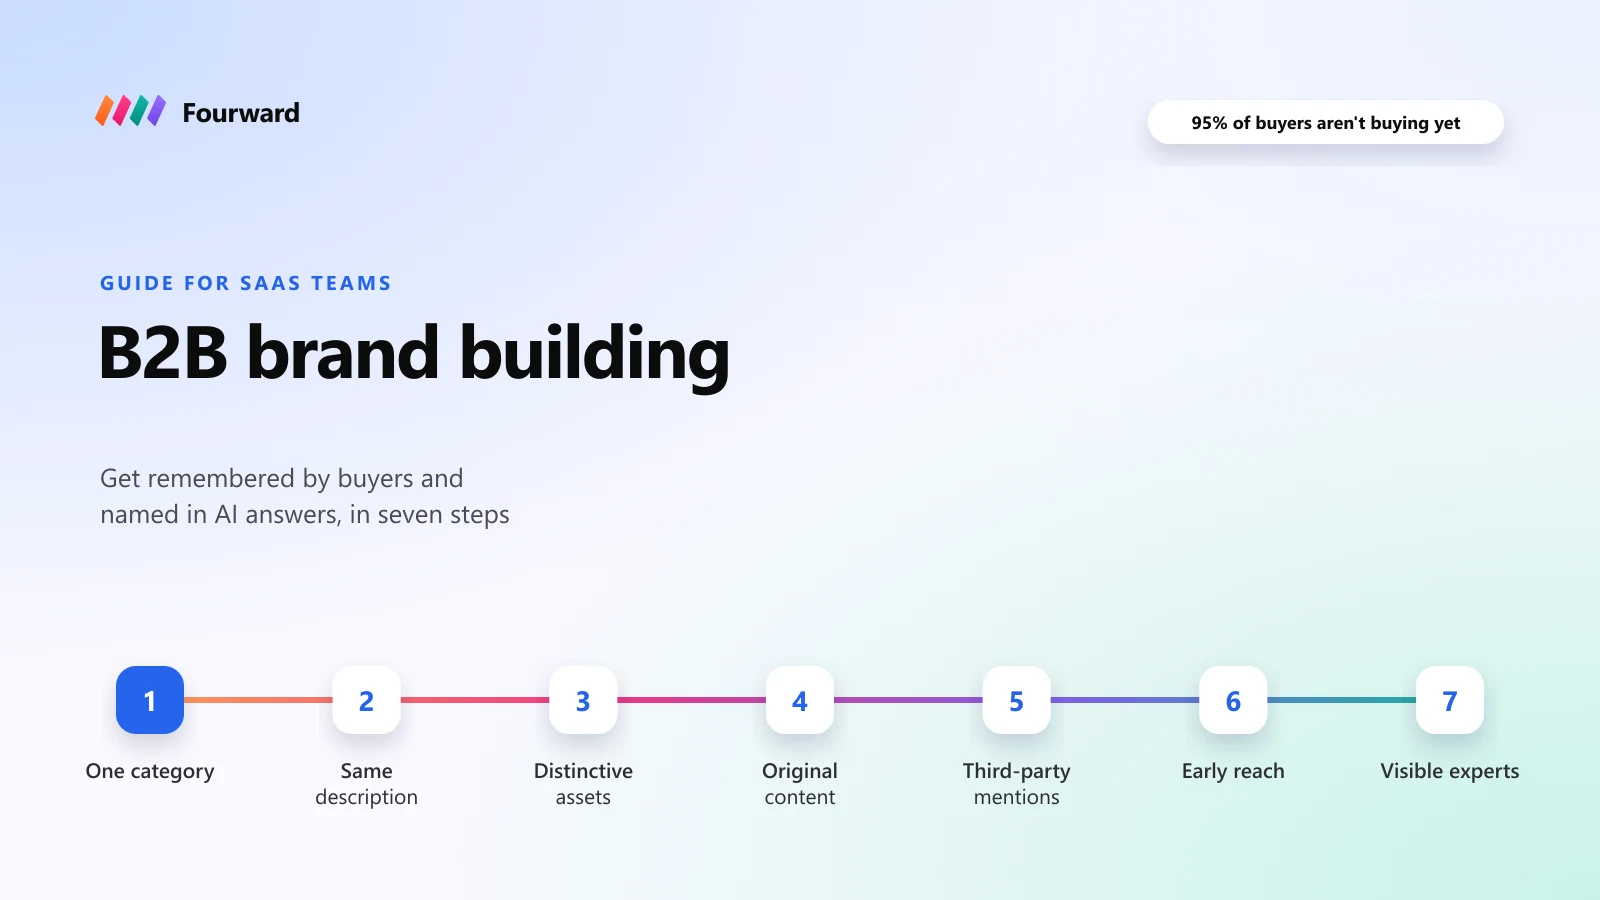 Fourward
95% of buyers aren't buying yet
GUIDE FOR SAAS TEAMS
B2B brand building
Get remembered by buyers and
named in AI answers, in seven steps
1
2
3
4
5
6
7
One category
Same
description
Distinctive
assets
Original
content
Third-party
mentions
Early reach
Visible experts